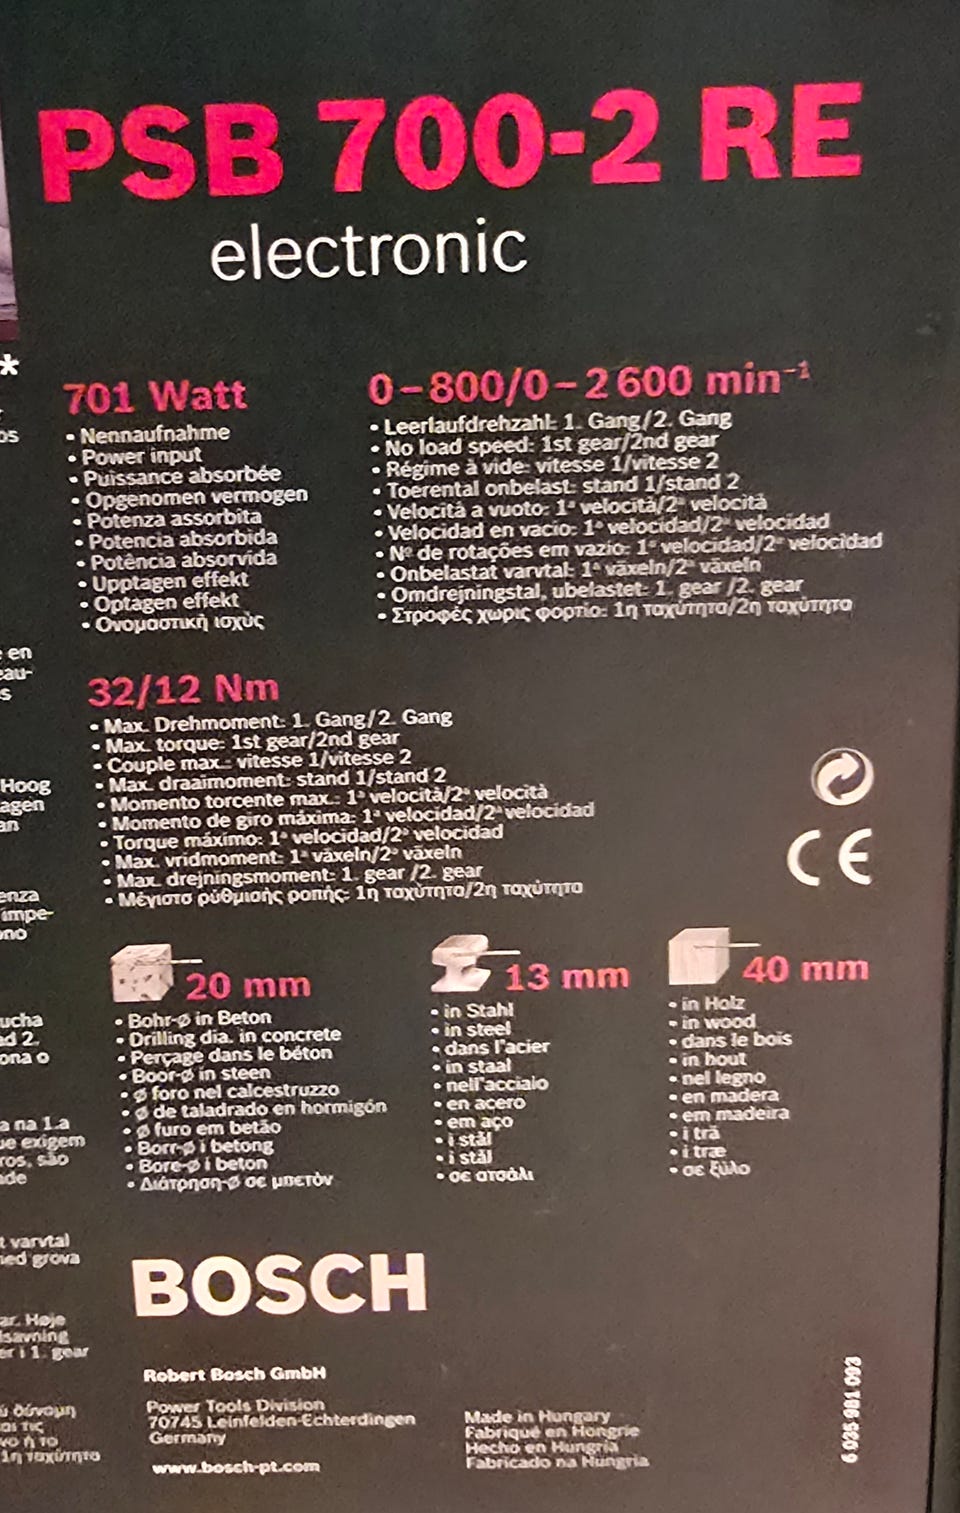 PSB 700-2 RE
electronic
*
701 Watt
• Nennaufnahme
• Power input
• Puissance absorbée
• Opgenomen vermogen
• Potenza assorbita
• Potencia absorbida
• Potência absorvida
• Upptagen effekt
• Optagen effekt
• Ονομαστική ισχὺς
0 – 800/0 – 2 600 min⁻¹
• Leerlaufdrehzahl: 1. Gang/2. Gang
• No load speed: 1st gear/2nd gear
• Régime à vide: vitesse 1/vitesse 2
• Toerental onbelast: stand 1/stand 2
• Velocità a vuoto: 1ª velocità/2ª velocità
• Velocidad en vacio: 1ª velocidad/2ª velocidad
• Nº de rotações em vazio: 1ª velocidad/2ª velocidad
• Onbelastat varvtal: 1ª växeln/2ª växeln
• Omdrejningstal, ubelastet: 1. gear /2. gear
• Στροφές χωρις φορτιο: 1η ταχύτητα/2η ταχύτητα
32/12 Nm
• Max. Drehmoment: 1. Gang/2. Gang
• Max. torque: 1st gear/2nd gear
• Couple max.: vitesse 1/vitesse 2
• Max. draaimoment: stand 1/stand 2
• Momento torcente max.: 1ª velocità/2ª velocità
• Momento de giro máxima: 1ª velocidad/2ª velocidad
• Torque máximo: 1ª velocidad/2ª velocidad
• Max. vridmoment: 1ª växeln/2ª växeln
• Max. drejningsmoment: 1. gear /2. gear
• Μέγιστο ρύθμισής ροπής: 1η ταχύτητα/2η ταχύτητα
CE
20 mm
• Bohr-Ø in Beton
• Drilling dia. in concrete
• Perçage dans le béton
• Boor-Ø in steen
• Ø foro nel calcestruzzo
• Ø de taladrado en hormigón
• Ø furo em betão
• Borr-Ø i betong
• Bore-Ø i beton
• Διάτρηση-Ø σε μπετὸν
13 mm
• in Stahl
• in steel
• dans l'acier
• in staal
• nell'acciaio
• en acero
• em aço
• i stål
• i stål
• σε ατσάλι
40 mm
• in Holz
• in wood
• dans le bois
• in hout
• nel legno
• en madera
• em madeira
• i trä
• i træ
• σε ξύλο
BOSCH
Robert Bosch GmbH
Power Tools Division
70745 Leinfelden-Echterdingen
Germany
www.bosch-pt.com
Made in Hungary
Fabriqué en Hongrie
Hecho en Hungria
Fabricado na Hungria
6 035 981 093